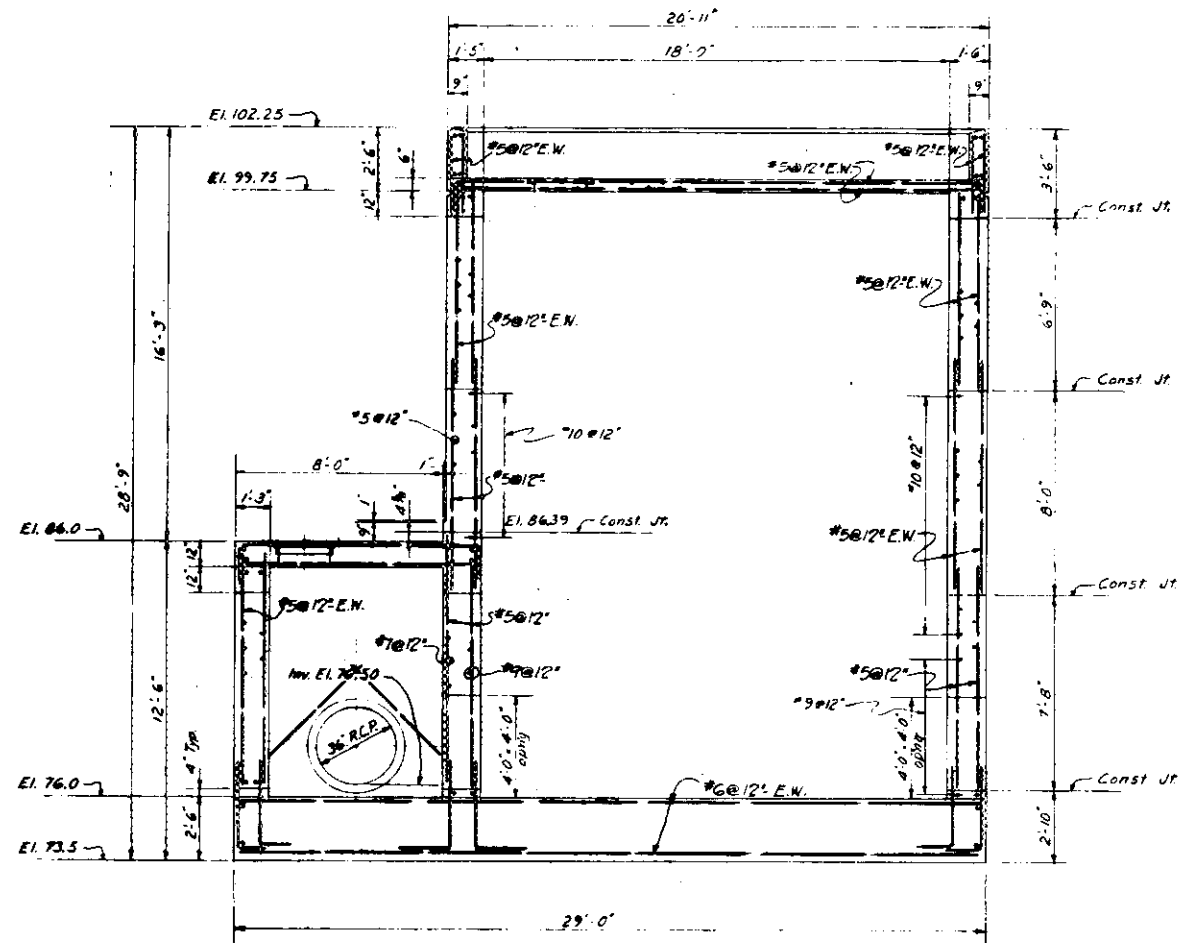 20'-11"
1'-5" 18'-0" 1'-6"
9" 9"
El. 102.25
#5@12" E.W.
#5@12" E.W.
#5@12" E.W.
2'-6"
6"
3'-6"
El. 99.75
12"
Const. Jt.
#5@12" E.W.
6'-9"
#5@12" E.W.
28'-9"
Const. Jt.
#5@12"
#10@12"
#10@12"
8'-0"
8'-0" 1'-
#5@12"
1'-3"
1'
4⅜"
9"
El. 86.39 Const. Jt.
El. 86.0
#5@12" E.W.
12"
12"
Const. Jt.
#5@12" E.W.
#5@12"
#7@12"
#9@12"
#5@12"
Inv. El. 76.50
#9@12"
12'-6"
7'-8"
36" R.C.P.
4'-0" x 4'-0"
opn'g
4'-0" x 4'-0"
opn'g
4" Typ.
El. 76.0
Const. Jt.
#6@12" E.W.
2'-6"
2'-10"
El. 73.5
29'-0"